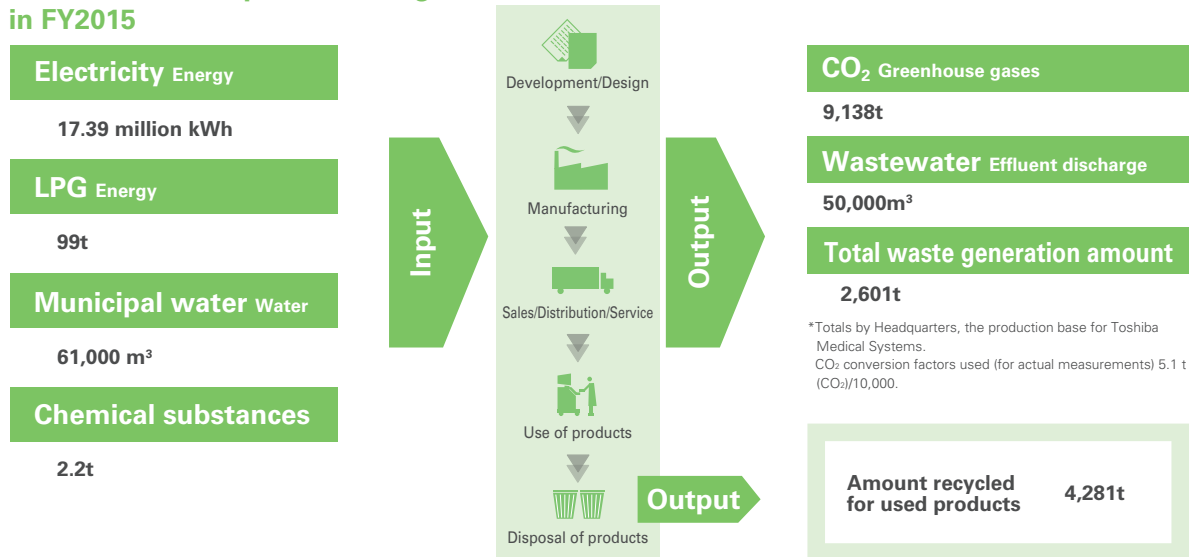 in FY2015
Electricity Energy
17.39 million kWh
LPG Energy
99t
Municipal water Water
61,000 m³
Chemical substances
2.2t
Input
Development/Design
Manufacturing
Sales/Distribution/Service
Use of products
Disposal of products
Output
Output
CO₂ Greenhouse gases
9,138t
Wastewater Effluent discharge
50,000m³
Total waste generation amount
2,601t
*Totals by Headquarters, the production base for Toshiba
Medical Systems.
CO₂ conversion factors used (for actual measurements) 5.1 t
(CO₂)/10,000.
Amount recycled
for used products
4,281t